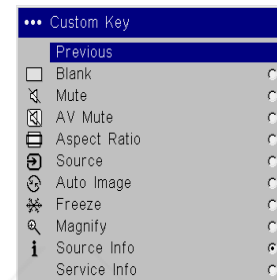 ••• Custom Key
Previous
Blank
Mute
AV Mute
Aspect Ratio
Source
Auto Image
Freeze
Magnify
Source Info
Service Info